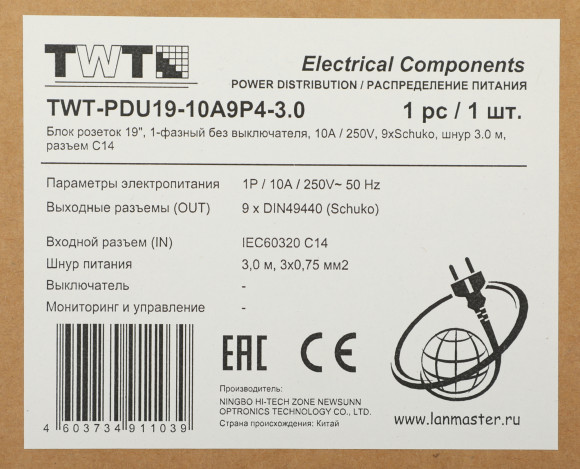 TWT
Electrical Components
POWER DISTRIBUTION / РАСПРЕДЕЛЕНИЕ ПИТАНИЯ
TWT-PDU19-10A9P4-3.0 1 pc / 1 шт.
Блок розеток 19", 1-фазный без выключателя, 10A / 250V, 9xSchuko, шнур 3.0 м,
разъем C14
Параметры электропитания 1P / 10A / 250V~ 50 Hz
Выходные разъемы (OUT) 9 x DIN49440 (Schuko)
Входной разъем (IN) IEC60320 C14
Шнур питания 3,0 м, 3x0,75 мм2
Выключатель -
Мониторинг и управление -
EAC CE
Производитель:
NINGBO HI-TECH ZONE NEWSUNN
OPTRONICS TECHNOLOGY CO., LTD.
Страна происхождения: Китай
4 603734 911039
www.lanmaster.ru